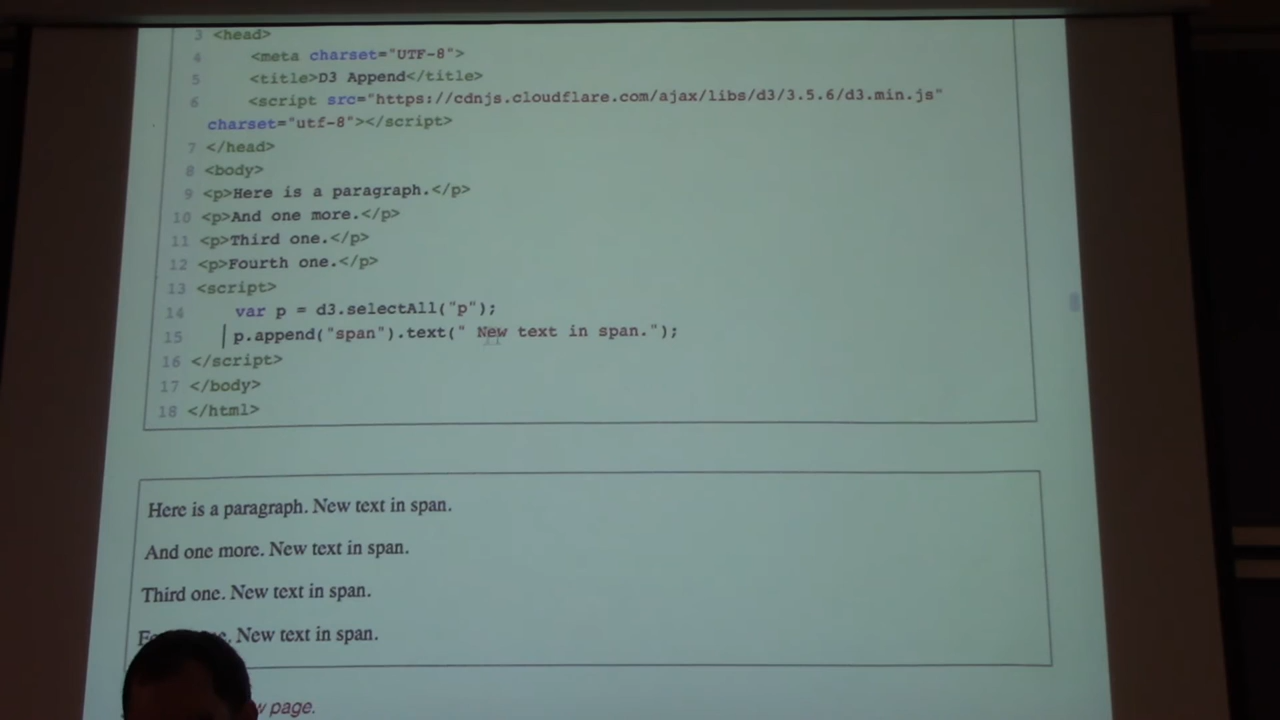 3 <head>
4 <meta charset="UTF-8">
5 <title>D3 Append</title>
6 <script src="https://cdnjs.cloudflare.com/ajax/libs/d3/3.5.6/d3.min.js"
charset="utf-8"></script>
7 </head>
8 <body>
9 <p>Here is a paragraph.</p>
10 <p>And one more.</p>
11 <p>Third one.</p>
12 <p>Fourth one.</p>
13 <script>
14 var p = d3.selectAll("p");
15 p.append("span").text(" New text in span.");
16 </script>
17 </body>
18 </html>
Here is a paragraph. New text in span.
And one more. New text in span.
Third one. New text in span.
New text in span.
page.